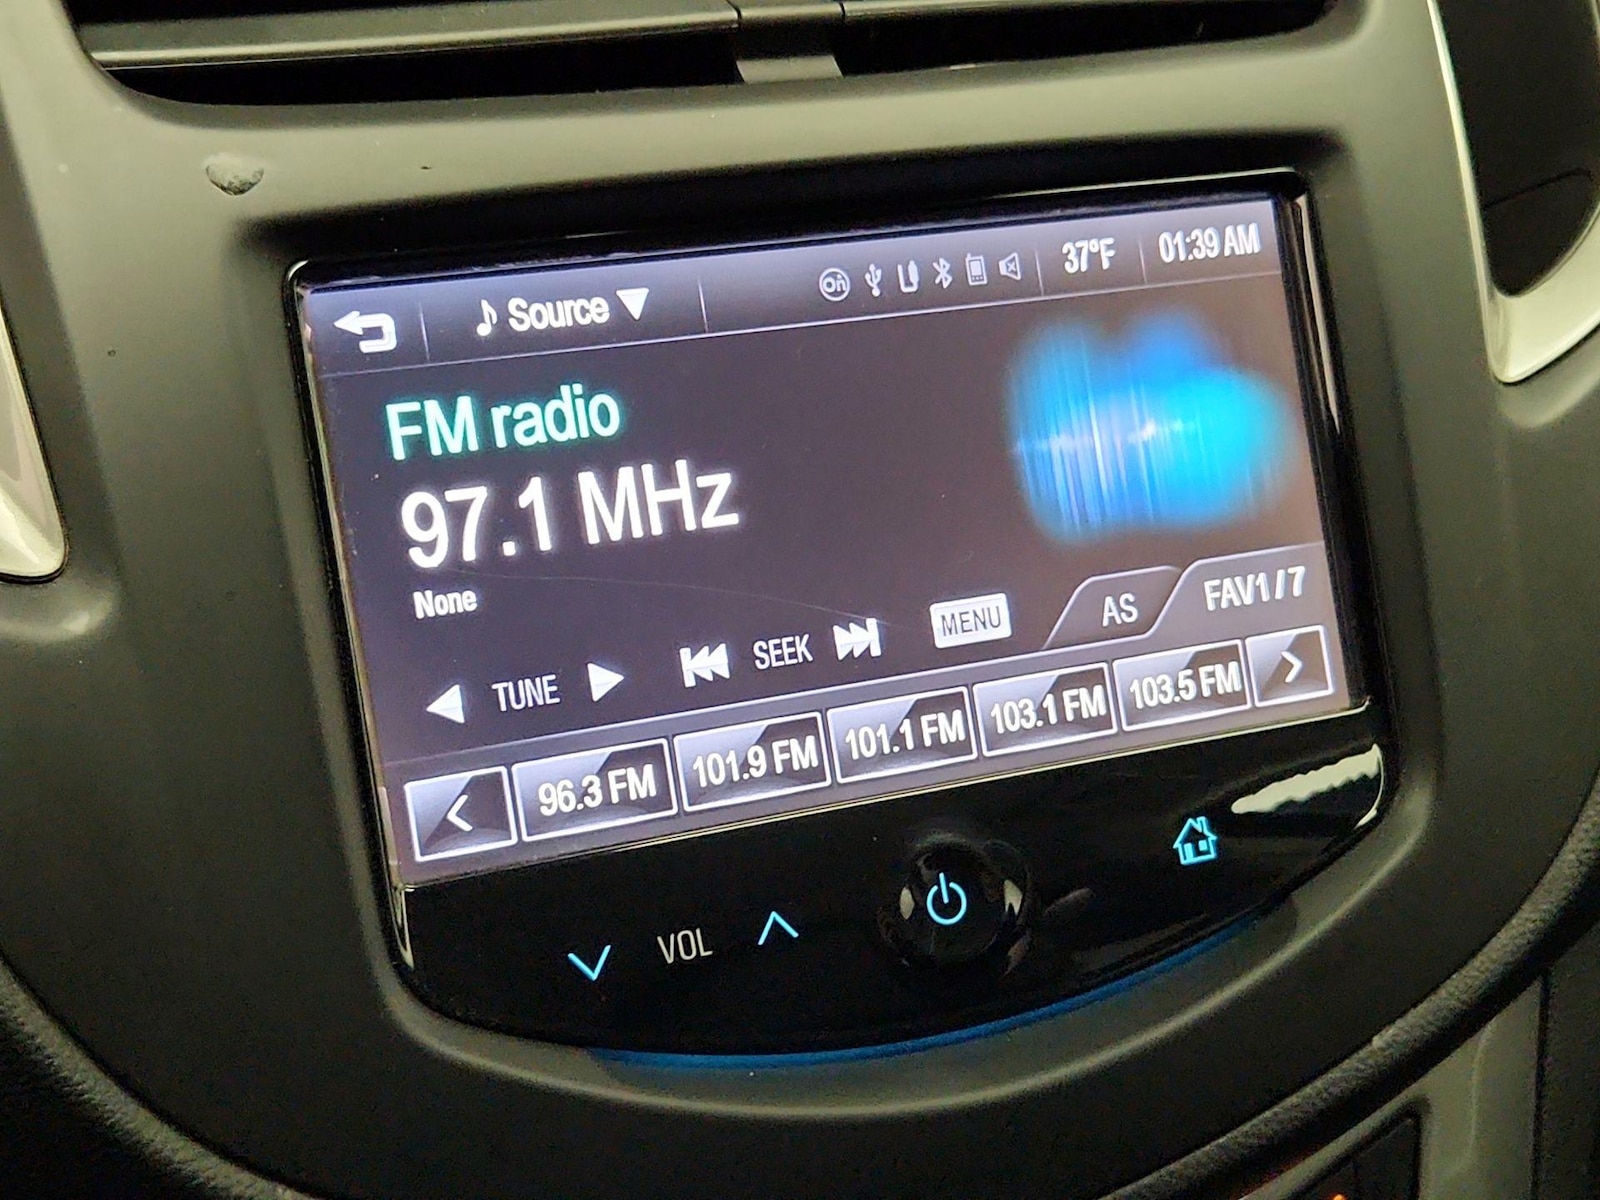 Source
On
37°F
01:39 AM
FM radio
97.1 MHz
None
TUNE
SEEK
MENU
AS
FAV1/7
96.3 FM
101.9 FM
101.1 FM
103.1 FM
103.5 FM
VOL